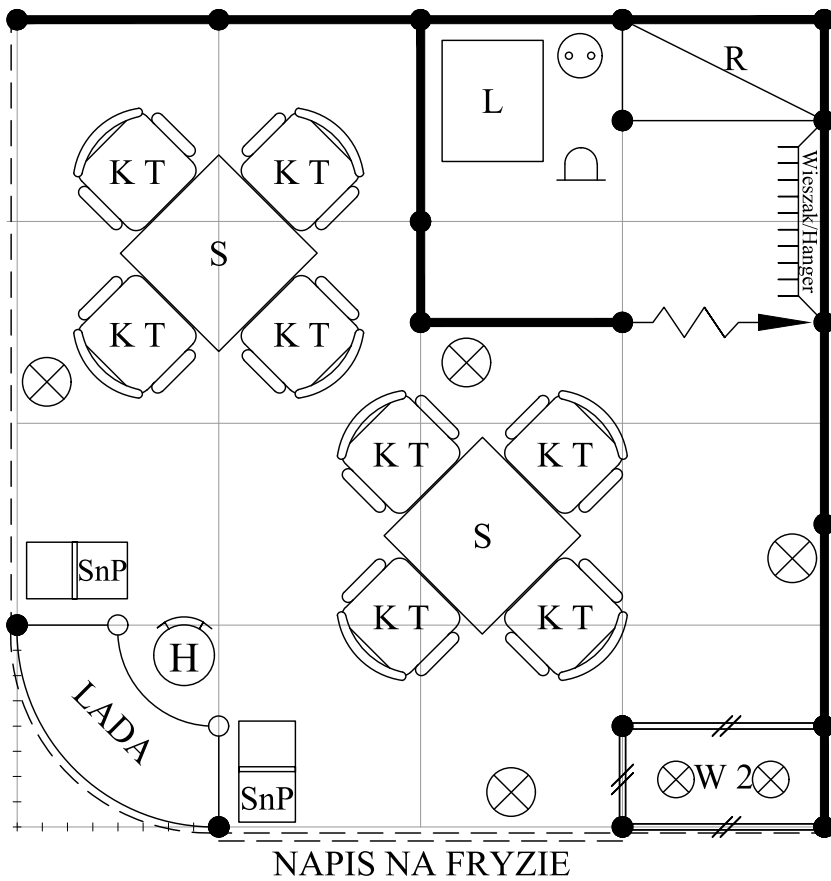 R
L
K T
K T
Wieszak/Hanger
S
K T
K T
K T
K T
S
SnP
K T
K T
H
LADA
W 2
SnP
NAPIS NA FRYZIE